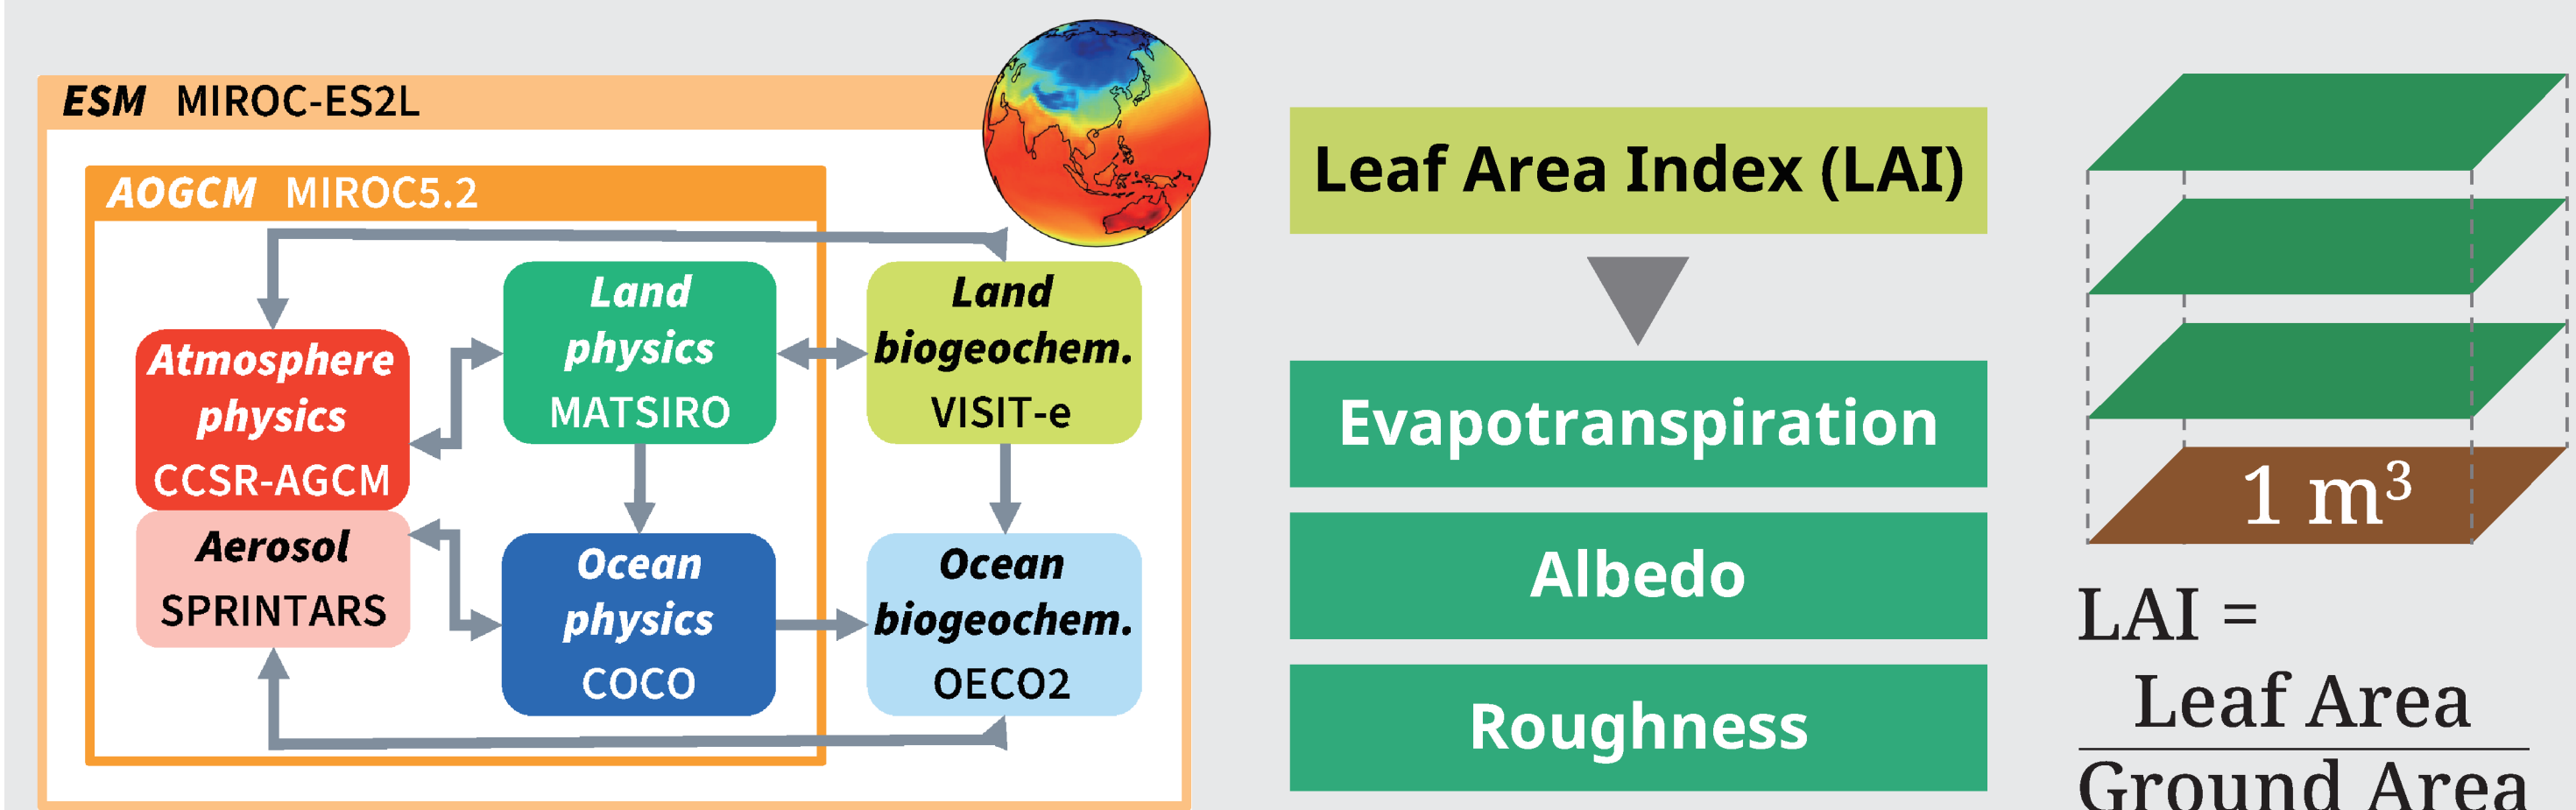 ESM MIROC-ES2L
AOGCM MIROC5.2
Atmosphere
physics
CCSR-AGCM
Aerosol
SPRINTARS
Land
physics
MATSIRO
Ocean
physics
COCO
Land
biogeochem.
VISIT-e
Ocean
biogeochem.
OECO2
Leaf Area Index (LAI)
Evapotranspiration
Albedo
Roughness
1 m³
LAI =
Leaf Area
Ground Area